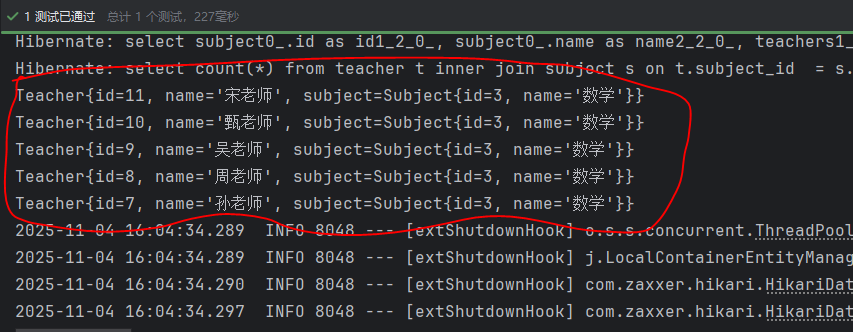 1 测试已通过 总计 1 个测试，227毫秒
Hibernate: select subject0_.id as id1_2_0_, subject0_.name as name2_2_0_, teachers1_
Hibernate: select count(*) from teacher t inner join subject s on t.subject_id  = s.
Teacher{id=11, name='宋老师', subject=Subject{id=3, name='数学'}}
Teacher{id=10, name='甄老师', subject=Subject{id=3, name='数学'}}
Teacher{id=9, name='吴老师', subject=Subject{id=3, name='数学'}}
Teacher{id=8, name='周老师', subject=Subject{id=3, name='数学'}}
Teacher{id=7, name='孙老师', subject=Subject{id=3, name='数学'}}
2025-11-04 16:04:34.289  INFO 8048 --- [extShutdownHook] o.s.s.concurrent.ThreadPool
2025-11-04 16:04:34.289  INFO 8048 --- [extShutdownHook] j.LocalContainerEntityManag
2025-11-04 16:04:34.290  INFO 8048 --- [extShutdownHook] com.zaxxer.hikari.HikariDat
2025-11-04 16:04:34.297  INFO 8048 --- [extShutdownHook] com.zaxxer.hikari.HikariDat